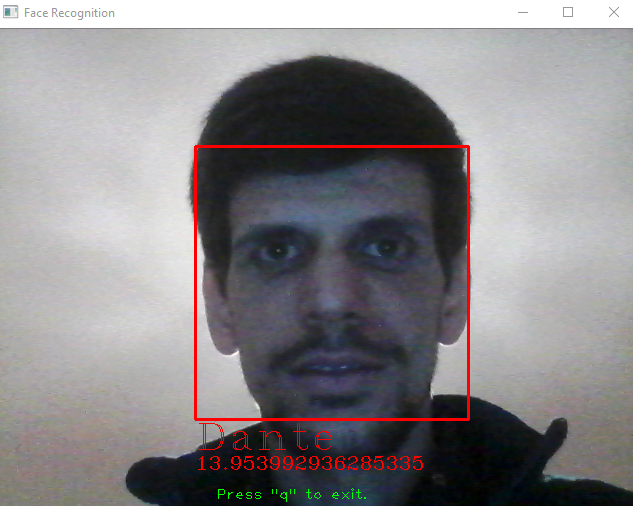 Face Recognition
Dante
13.953992936285335
Press "q" to exit.